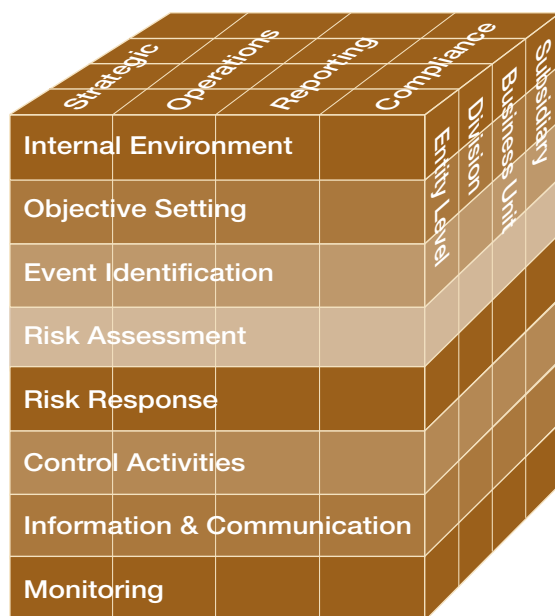 Strategic
Operations
Reporting
Compliance
Entity Level
Division
Business Unit
Subsidiary
Internal Environment
Objective Setting
Event Identification
Risk Assessment
Risk Response
Control Activities
Information & Communication
Monitoring